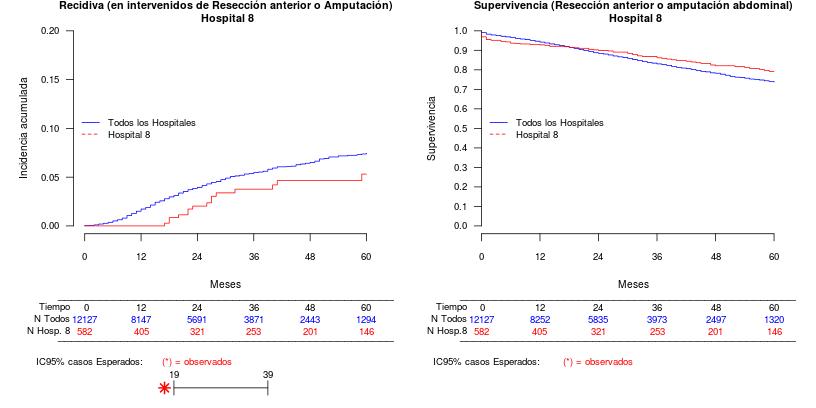 Recidiva (en intervenidos de Resección anterior o Amputación)
Hospital 8
Incidencia acumulada
0.20
0.15
0.10
0.05
0.00
Todos los Hospitales
Hospital 8
0 12 24 36 48 60
Meses
Tiempo 0 12 24 36 48 60
N Todos 12127 8147 5691 3871 2443 1294
N Hosp. 8 582 405 321 253 201 146
IC95% casos Esperados: (*) = observados
19 39
Supervivencia (Resección anterior o amputación abdominal)
Hospital 8
Supervivencia
1.0
0.9
0.8
0.7
0.6
0.5
0.4
0.3
0.2
0.1
0.0
Todos los Hospitales
Hospital 8
0 12 24 36 48 60
Meses
Tiempo 0 12 24 36 48 60
N Todos 12127 8252 5835 3973 2497 1320
N Hosp.8 582 405 321 253 201 146
IC95% casos Esperados: (*) = observados